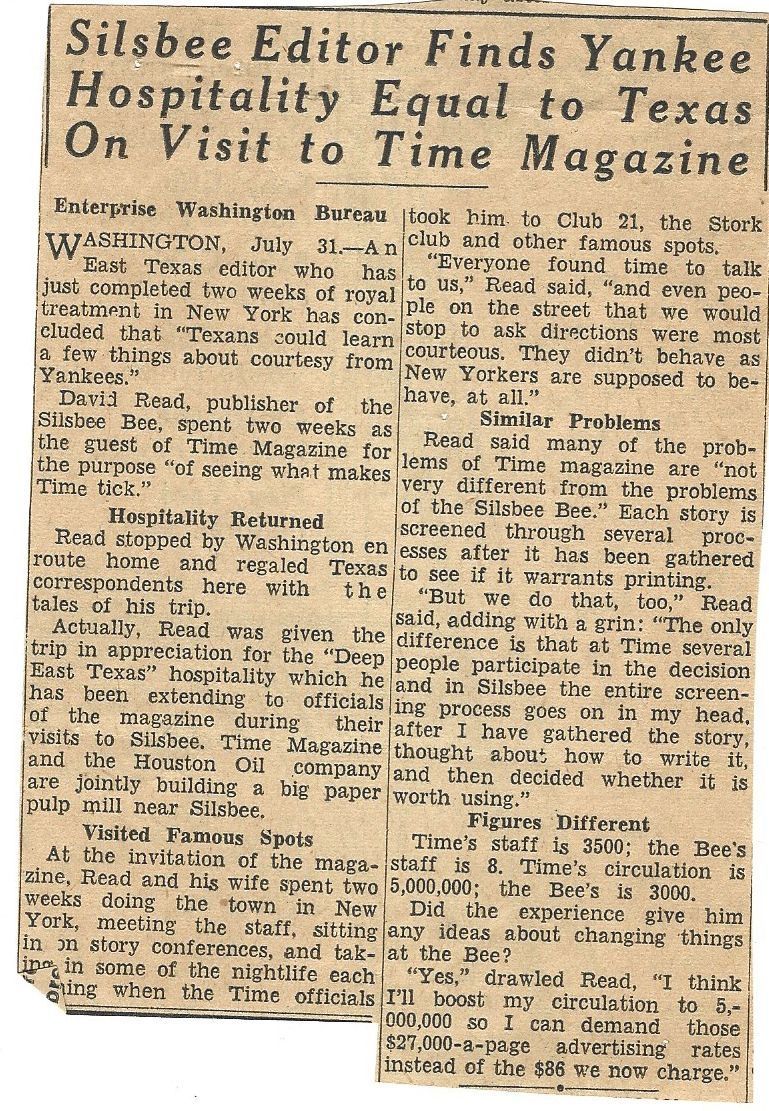 Silsbee Editor Finds Yankee
Hospitality Equal to Texas
On Visit to Time Magazine
Enterprise Washington Bureau
WASHINGTON, July 31.—An
East Texas editor who has
just completed two weeks of royal
treatment in New York has con-
cluded that "Texans could learn
a few things about courtesy from
Yankees."
David Read, publisher of the
Silsbee Bee, spent two weeks as
the guest of Time Magazine for
the purpose "of seeing what makes
Time tick."
Hospitality Returned
Read stopped by Washington en
route home and regaled Texas
correspondents here with the
tales of his trip.
Actually, Read was given the
trip in appreciation for the "Deep
East Texas" hospitality which he
has been extending to officials
of the magazine during their
visits to Silsbee. Time Magazine
and the Houston Oil company
are jointly building a big paper
pulp mill near Silsbee.
Visited Famous Spots
At the invitation of the maga-
zine, Read and his wife spent two
weeks doing the town in New
York, meeting the staff, sitting
in on story conferences, and tak-
ing in some of the nightlife each
ning when the Time officials
took him to Club 21, the Stork
club and other famous spots.
"Everyone found time to talk
to us," Read said, "and even peo-
ple on the street that we would
stop to ask directions were most
courteous. They didn't behave as
New Yorkers are supposed to be-
have, at all."
Similar Problems
Read said many of the prob-
lems of Time magazine are "not
very different from the problems
of the Silsbee Bee." Each story is
screened through several proc-
esses after it has been gathered
to see if it warrants printing.
"But we do that, too," Read
said, adding with a grin: "The only
difference is that at Time several
people participate in the decision
and in Silsbee the entire screen-
ing process goes on in my head,
after I have gathered the story,
thought about how to write it,
and then decided whether it is
worth using."
Figures Different
Time's staff is 3500; the Bee's
staff is 8. Time's circulation is
5,000,000; the Bee's is 3000.
Did the experience give him
any ideas about changing things
at the Bee?
"Yes," drawled Read, "I think
I'll boost my circulation to 5,-
000,000 so I can demand those
$27,000-a-page advertising rates
instead of the $86 we now charge."